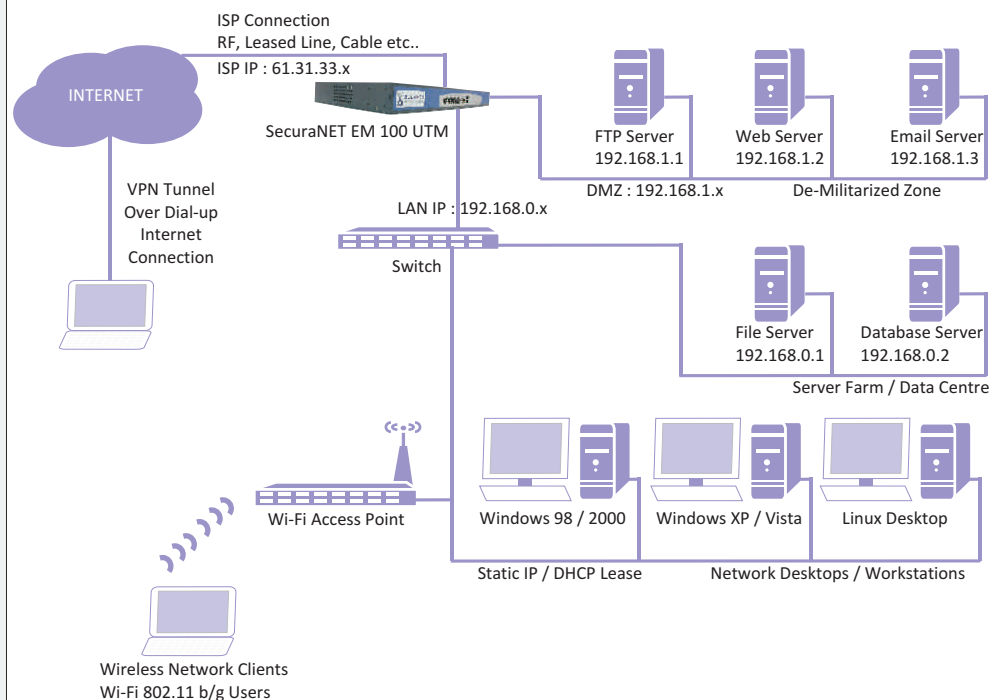 ISP Connection
RF, Leased Line, Cable etc..
ISP IP : 61.31.33.x
INTERNET
SecuraNET EM 100 UTM
FTP Server
192.168.1.1
Web Server
192.168.1.2
Email Server
192.168.1.3
DMZ : 192.168.1.x
De-Militarized Zone
VPN Tunnel
Over Dial-up
Internet
Connection
LAN IP : 192.168.0.x
Switch
File Server
192.168.0.1
Database Server
192.168.0.2
Server Farm / Data Centre
Wi-Fi Access Point
Windows 98 / 2000
Windows XP / Vista
Linux Desktop
Static IP / DHCP Lease
Network Desktops / Workstations
Wireless Network Clients
Wi-Fi 802.11 b/g Users